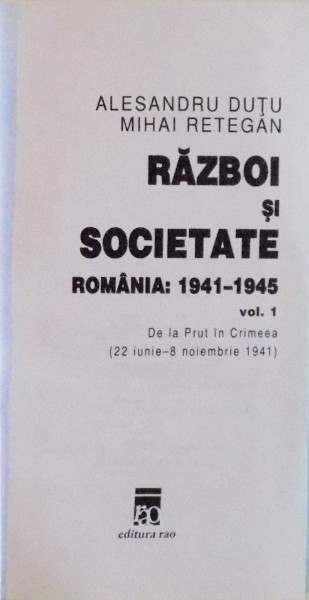 ALESANDRU DUȚU
MIHAI RETEGAN
RĂZBOI
ȘI
SOCIETATE
ROMÂNIA: 1941-1945
vol. 1
De la Prut în Crimeea
(22 iunie–8 noiembrie 1941)
rao
editura rao